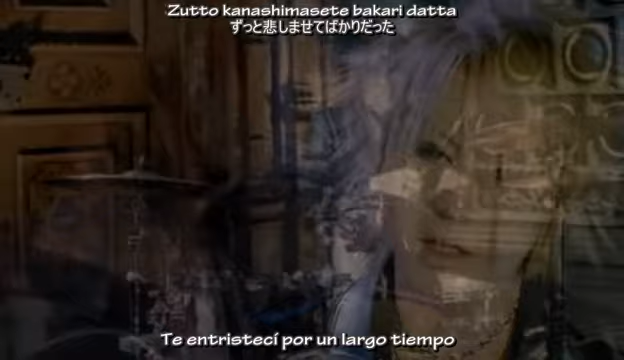 Zutto kanashimasete bakari datta
ずっと悲しませてばかりだった
Te entristecí por un largo tiempo